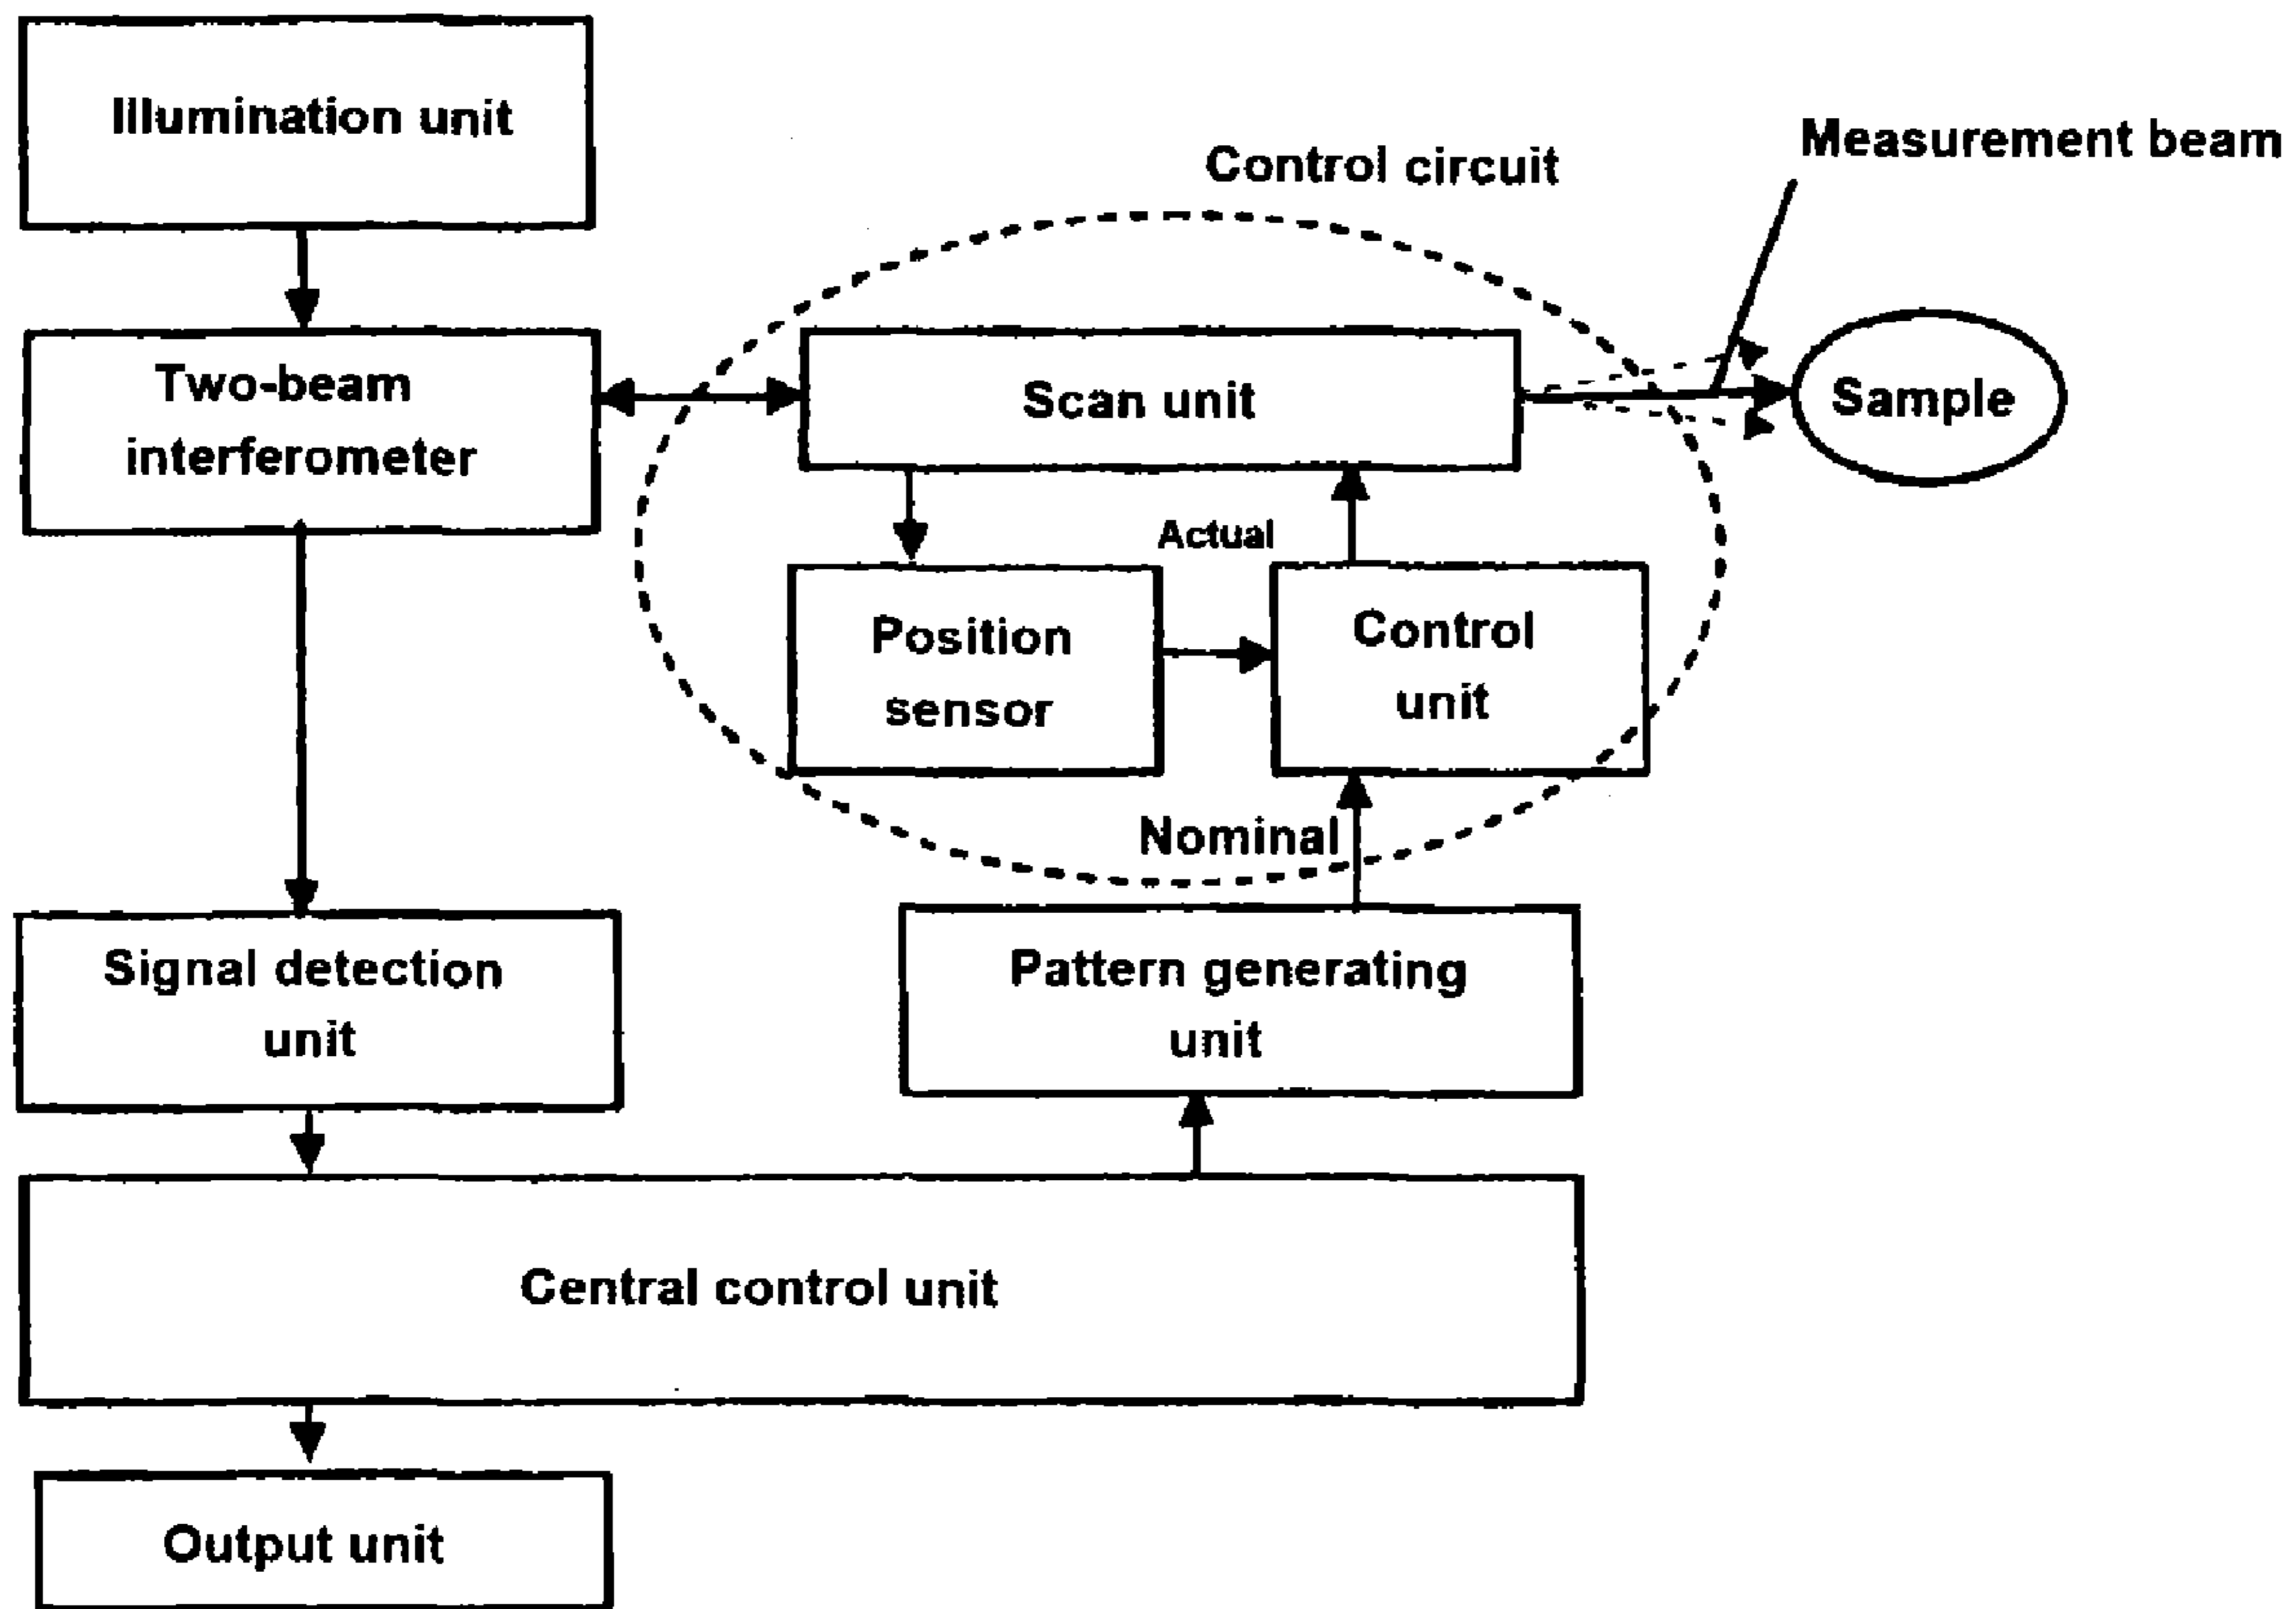 Illumination unit
Measurement beam
Control circuit
Two-beam
interferometer
Scan unit
Sample
Actual
Position
sensor
Control
unit
Nominal
Signal detection
unit
Pattern generating
unit
Central control unit
Output unit